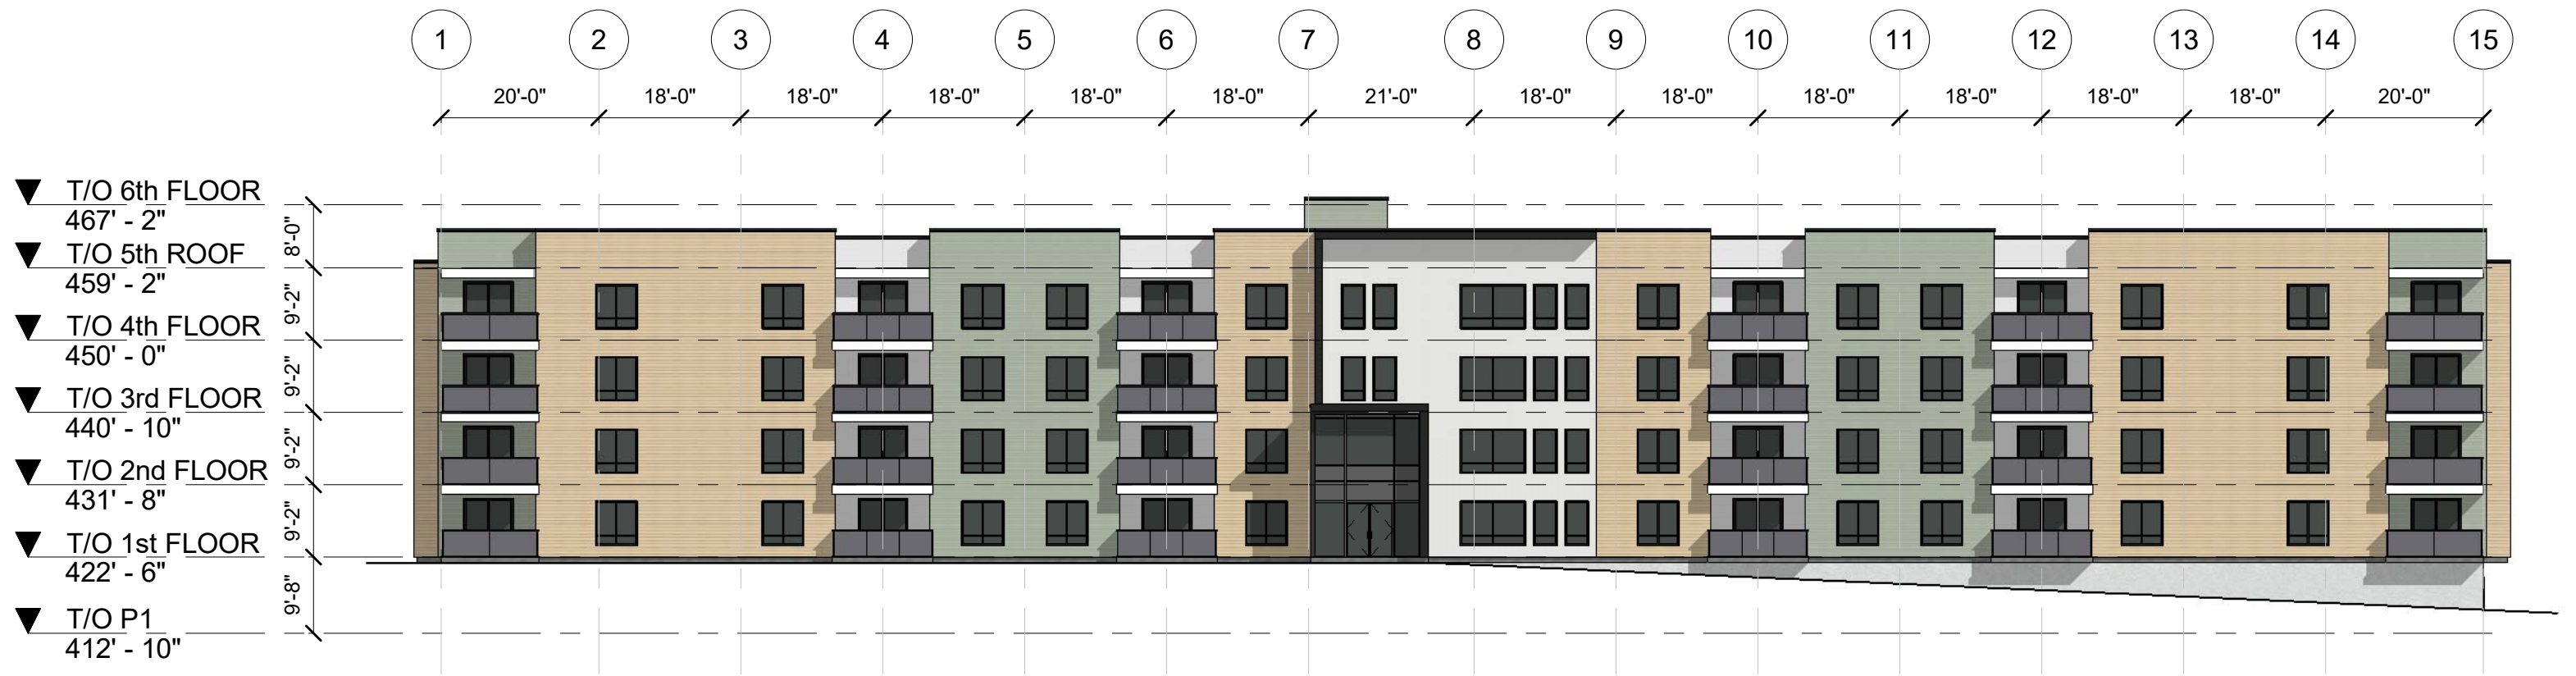 1 2 3 4 5 6 7 8 9 10 11 12 13 14 15
20'-0" 18'-0" 18'-0" 18'-0" 18'-0" 18'-0" 21'-0" 18'-0" 18'-0" 18'-0" 18'-0" 18'-0" 18'-0" 20'-0"
T/O 6th FLOOR
467' - 2"
8'-0"
T/O 5th ROOF
459' - 2"
9'-2"
T/O 4th FLOOR
450' - 0"
9'-2"
T/O 3rd FLOOR
440' - 10"
9'-2"
T/O 2nd FLOOR
431' - 8"
9'-2"
T/O 1st FLOOR
422' - 6"
9'-8"
T/O P1
412' - 10"